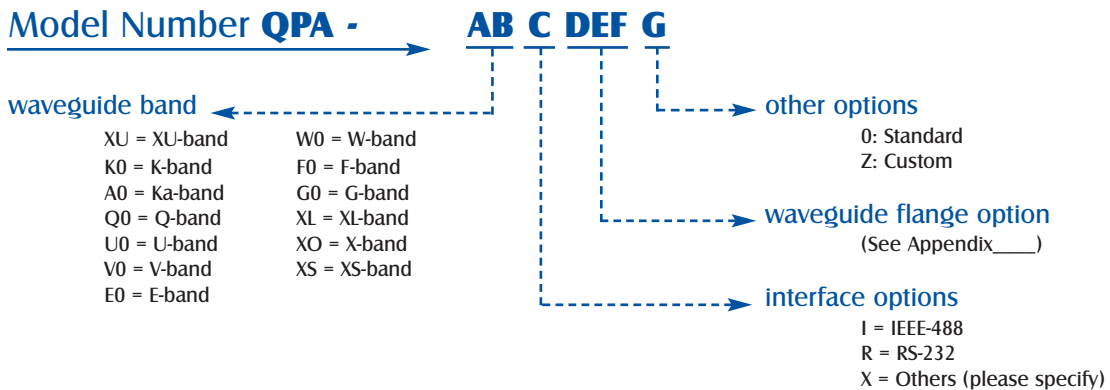 Model Number QPA - AB C DEF G
waveguide band
XU = XU-band
K0 = K-band
A0 = Ka-band
Q0 = Q-band
U0 = U-band
V0 = V-band
E0 = E-band
W0 = W-band
F0 = F-band
G0 = G-band
XL = XL-band
XO = X-band
XS = XS-band
other options
0: Standard
Z: Custom
waveguide flange option
(See Appendix____)
interface options
I = IEEE-488
R = RS-232
X = Others (please specify)